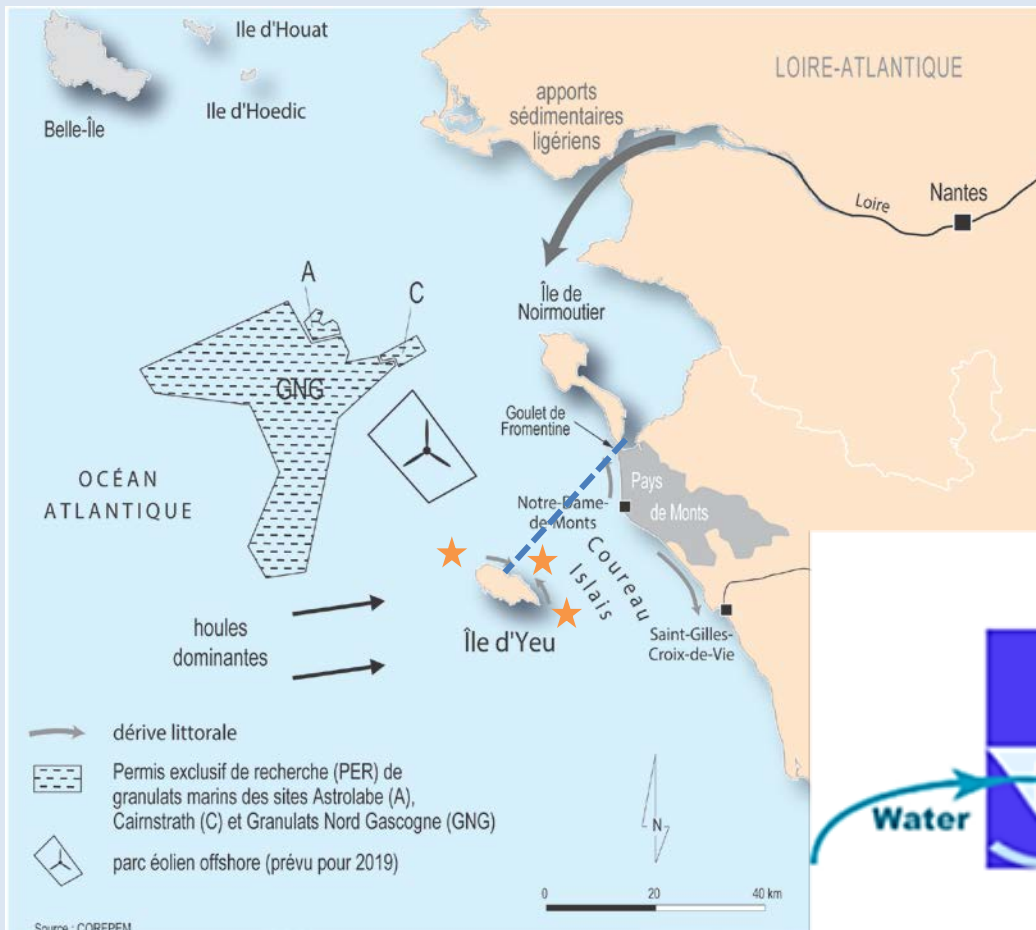 Ile d'Houat
Ile d'Hoedic
Belle-Île
LOIRE-ATLANTIQUE
apports
sédimentaires
ligériens
Loire
Nantes
A
C
GNG
Île de
Noirmoutier
Goulet de
Fromentine
OCÉAN
ATLANTIQUE
Notre-Dame-
de-Monts
Pays
de Monts
Coureau
Islais
houles
dominantes
Île d'Yeu
Saint-Gilles-
Croix-de-Vie
dérive littorale
Permis exclusif de recherche (PER) de
granulats marins des sites Astrolabe (A),
Cairnstrath (C) et Granulats Nord Gascogne (GNG)
parc éolien offshore (prévu pour 2019)
N
0 20 40 km
Source : COREPEM
Water